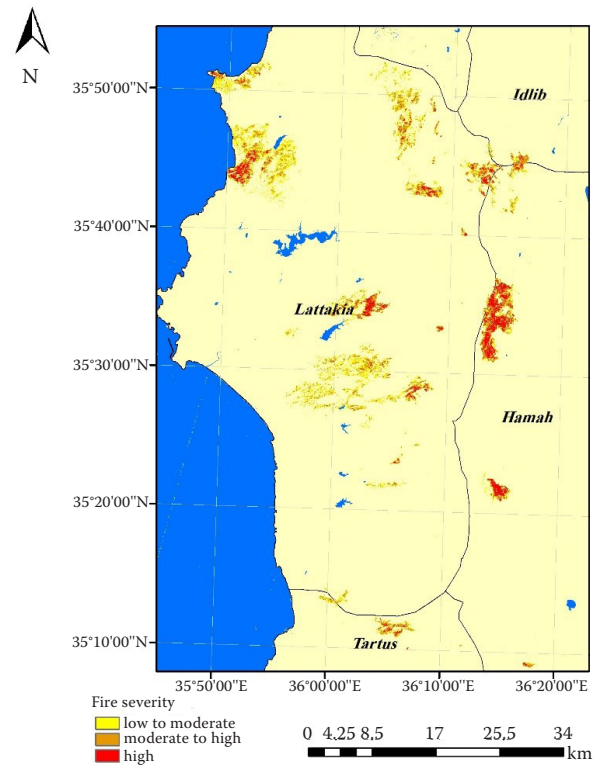 N
35°50'00"N
35°40'00"N
35°30'00"N
35°20'00"N
35°10'00"N
Idlib
Lattakia
Hamah
Tartus
35°50'00"E 36°00'00"E 36°10'00"E 36°20'00"E
Fire severity
low to moderate
moderate to high
high
0 4,25 8,5 17 25,5 34
km